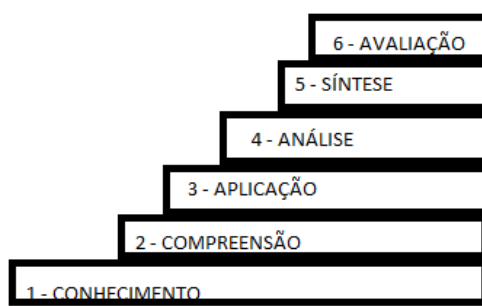 6 - AVALIAÇÃO
5 - SÍNTESE
4 - ANÁLISE
3 - APLICAÇÃO
2 - COMPREENSÃO
1 - CONHECIMENTO